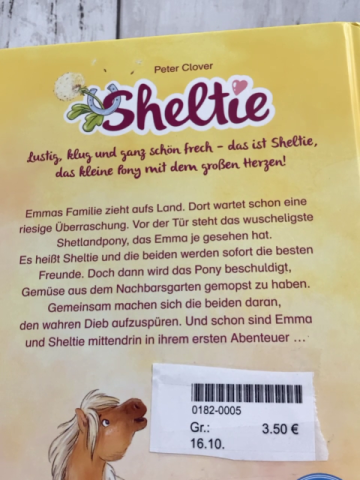 Peter Clover
Sheltie
Lustig, klug und ganz schön frech – das ist Sheltie,
das kleine Pony mit dem großen Herzen!
Emmas Familie zieht aufs Land. Dort wartet schon eine
riesige Überraschung. Vor der Tür steht das wuscheligste
Shetlandpony, das Emma je gesehen hat.
Es heißt Sheltie und die beiden werden sofort die besten
Freunde. Doch dann wird das Pony beschuldigt,
Gemüse aus dem Nachbarsgarten gemopst zu haben.
Gemeinsam machen sich die beiden daran,
den wahren Dieb aufzuspüren. Und schon sind Emma
und Sheltie mittendrin in ihrem ersten Abenteuer ...
0182-0005
Gr.: 3.50 €
16.10.